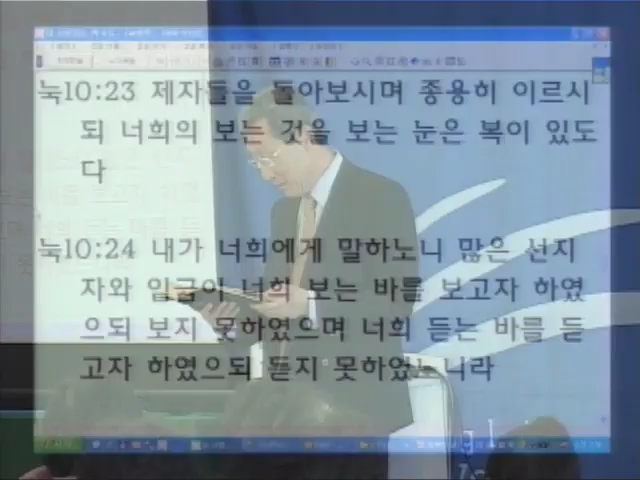 눅10:23 제자들을 돌아보시며 종용히 이르시
되 너희의 보는 것을 보는 눈은 복이 있도
다
눅10:24 내가 너희에게 말하노니 많은 선지
자와 임금이 너희 보는 바를 보고자 하였
으되 보지 못하였으며 너희 듣는 바를 듣
고자 하였으되 듣지 못하였느니라